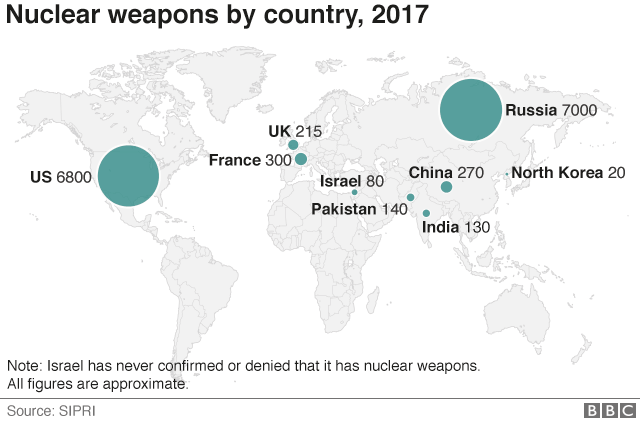 Nuclear weapons by country, 2017
Russia 7000
UK 215
France 300
US 6800
Israel 80
China 270
North Korea 20
Pakistan 140
India 130
Note: Israel has never confirmed or denied that it has nuclear weapons.
All figures are approximate.
Source: SIPRI
BBC